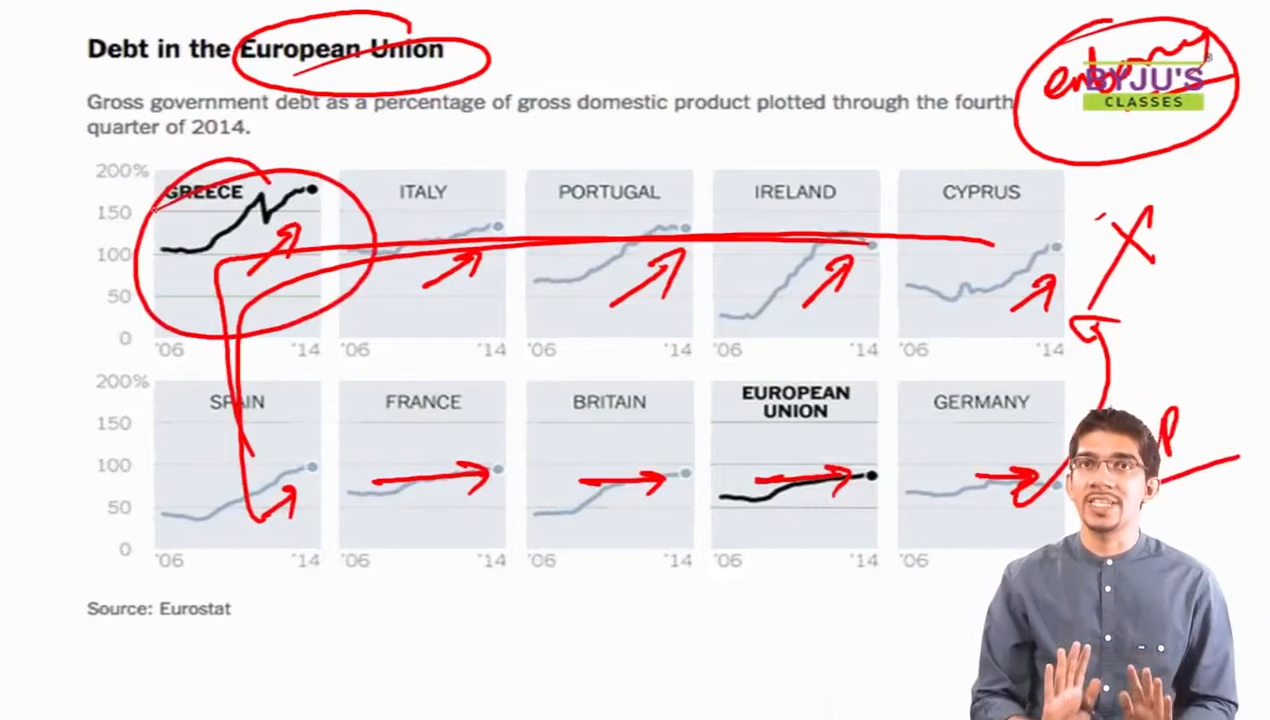 Debt in the European Union
BYJU'S
CLASSES
Gross government debt as a percentage of gross domestic product plotted through the fourth
quarter of 2014.
200%
150
100
50
0
GREECE
'06
'14
ITALY
'06
'14
PORTUGAL
'06
'14
IRELAND
'06
'14
CYPRUS
'06
'14
200%
150
100
50
0
SPAIN
'06
'14
FRANCE
'06
'14
BRITAIN
'06
'14
EUROPEAN
UNION
'06
'14
GERMANY
'06
P
Source: Eurostat